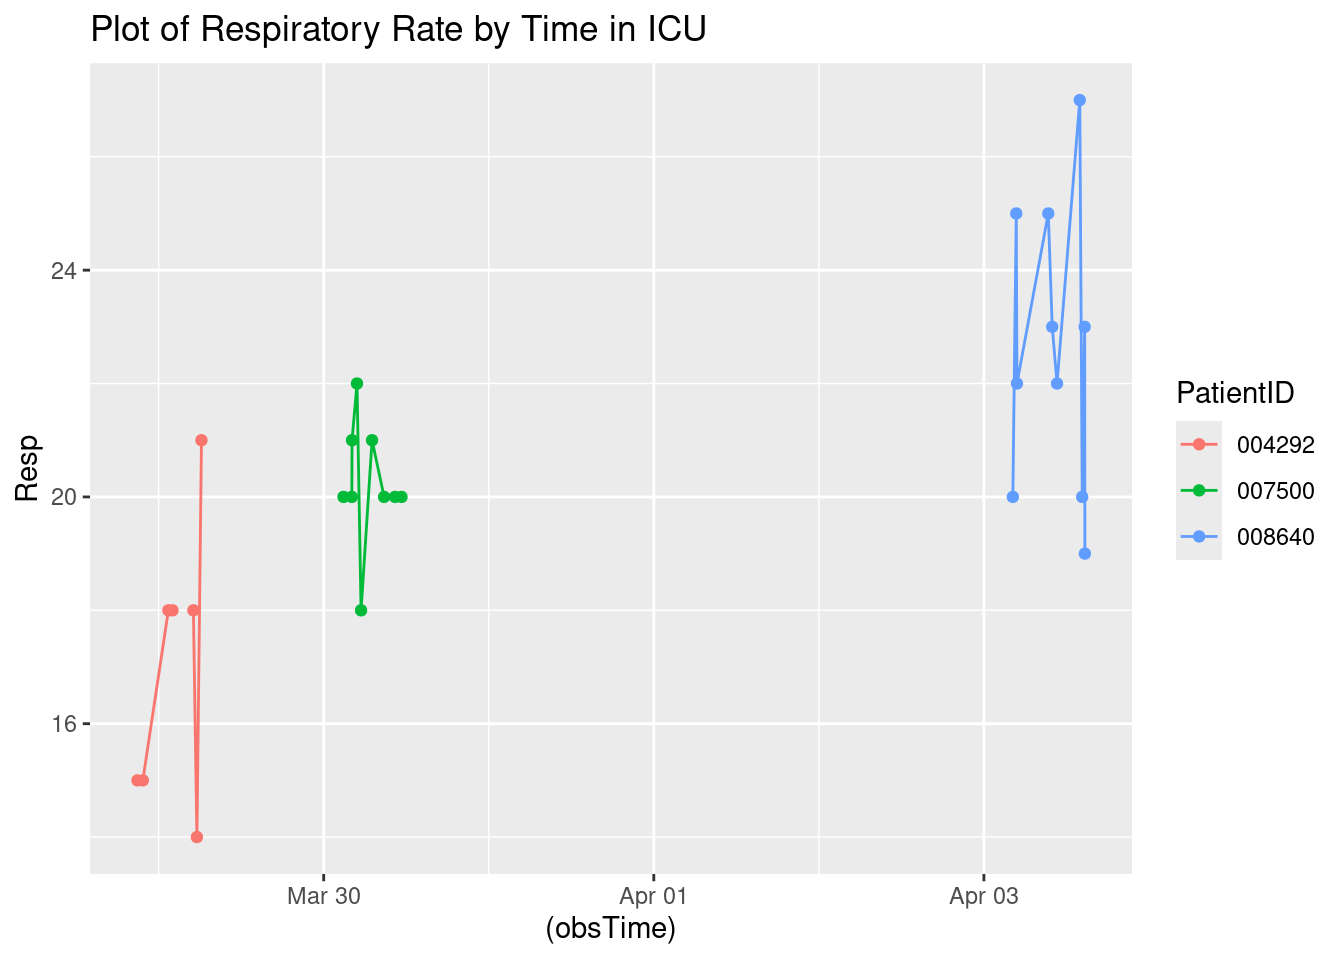 Plot of Respiratory Rate by Time in ICU
Resp
24
20
16
Mar 30
Apr 01
Apr 03
(obsTime)
PatientID
004292
007500
008640